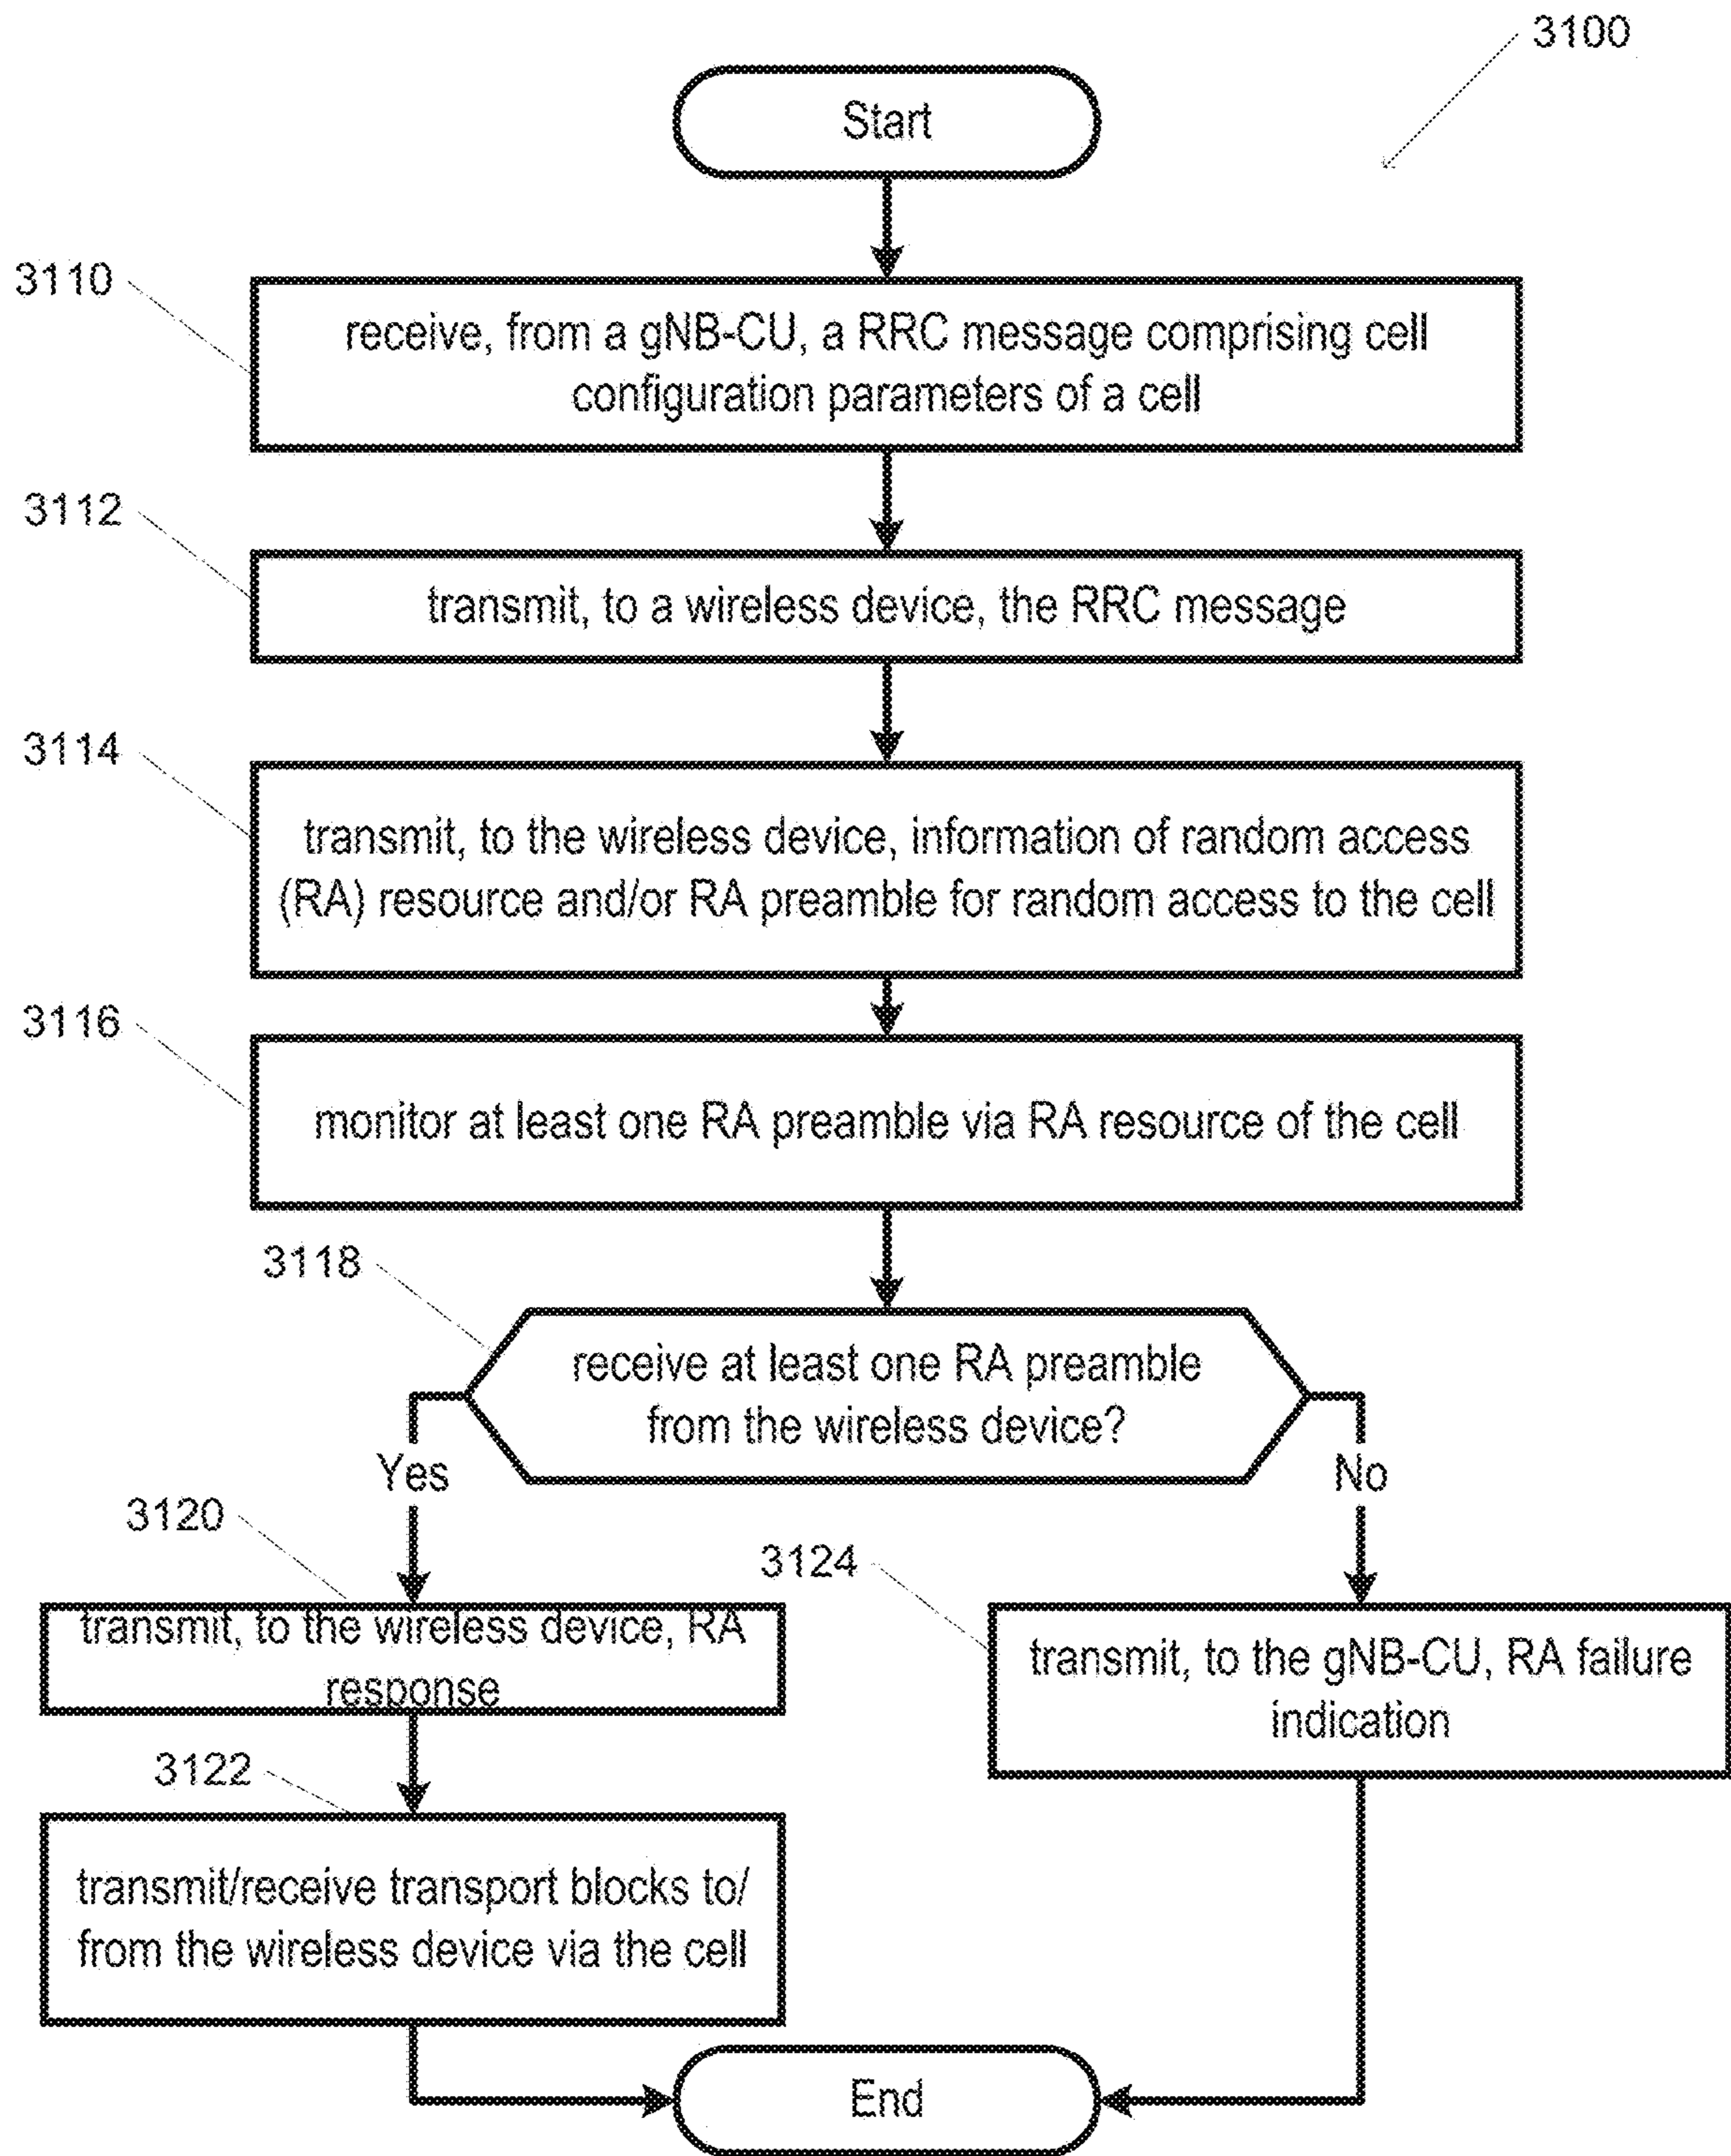 3100
Start
3110
receive, from a gNB-CU, a RRC message comprising cell
configuration parameters of a cell
3112
transmit, to a wireless device, the RRC message
3114
transmit, to the wireless device, information of random access
(RA) resource and/or RA preamble for random access to the cell
3116
monitor at least one RA preamble via RA resource of the cell
3118
receive at least one RA preamble
from the wireless device?
Yes
No
3120
transmit, to the wireless device, RA
response
3124
transmit, to the gNB-CU, RA failure
indication
3122
transmit/receive transport blocks to/
from the wireless device via the cell
End